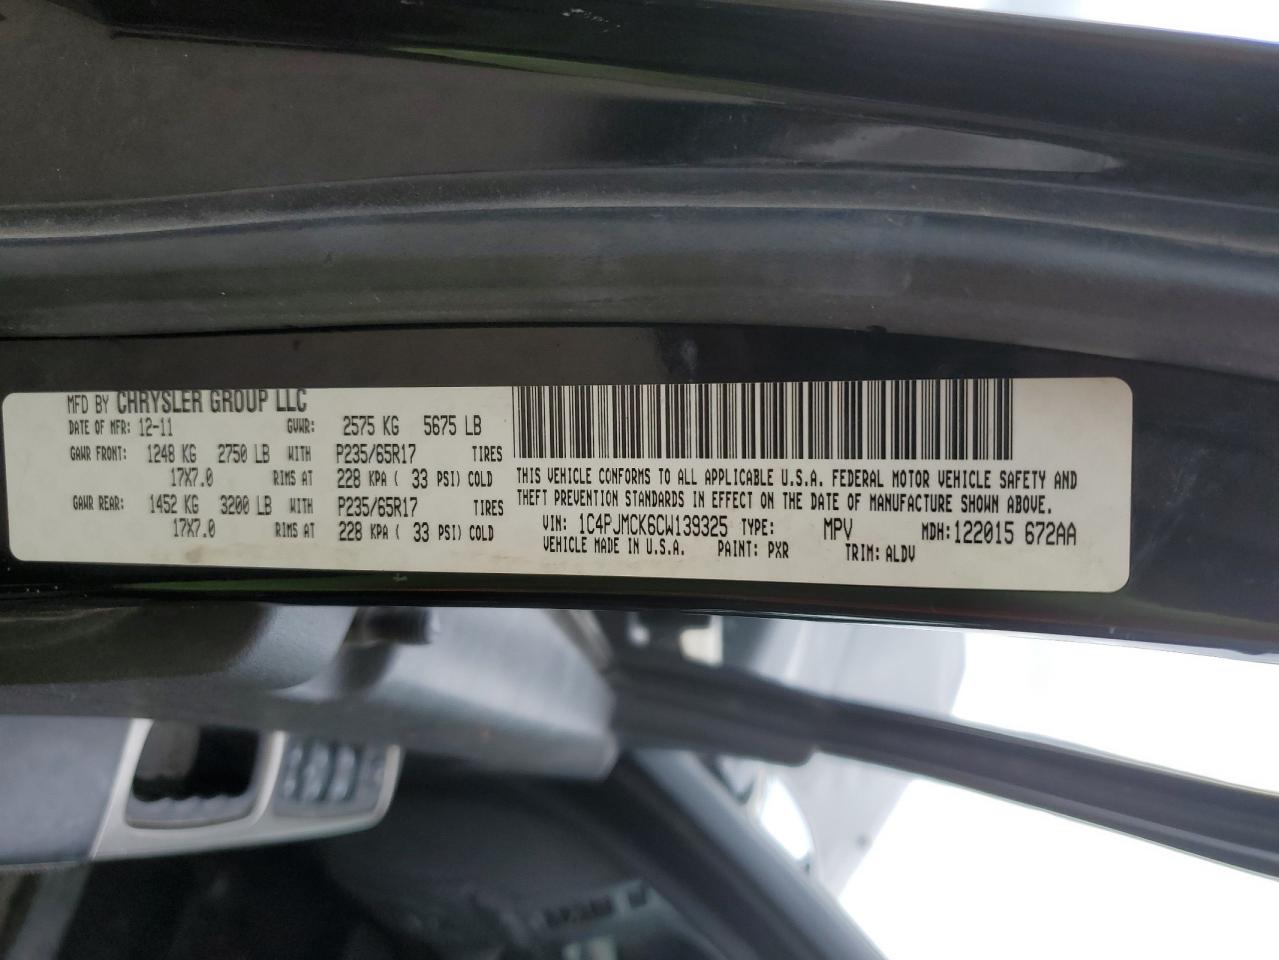 MFD BY CHRYSLER GROUP LLC
DATE OF MFR: 12-11 GVWR: 2575 KG 5675 LB
GAWR FRONT: 1248 KG 2750 LB WITH P235/65R17 TIRES
17X7.0 RIMS AT 228 KPA ( 33 PSI) COLD
GAWR REAR: 1452 KG 3200 LB WITH P235/65R17 TIRES
17X7.0 RIMS AT 228 KPA ( 33 PSI) COLD
THIS VEHICLE CONFORMS TO ALL APPLICABLE U.S.A. FEDERAL MOTOR VEHICLE SAFETY AND
THEFT PREVENTION STANDARDS IN EFFECT ON THE DATE OF MANUFACTURE SHOWN ABOVE.
VIN: 1C4PJMCK6CW139325 TYPE: MPV MDH:122015 672AA
VEHICLE MADE IN U.S.A. PAINT: PXR TRIM: ALDV